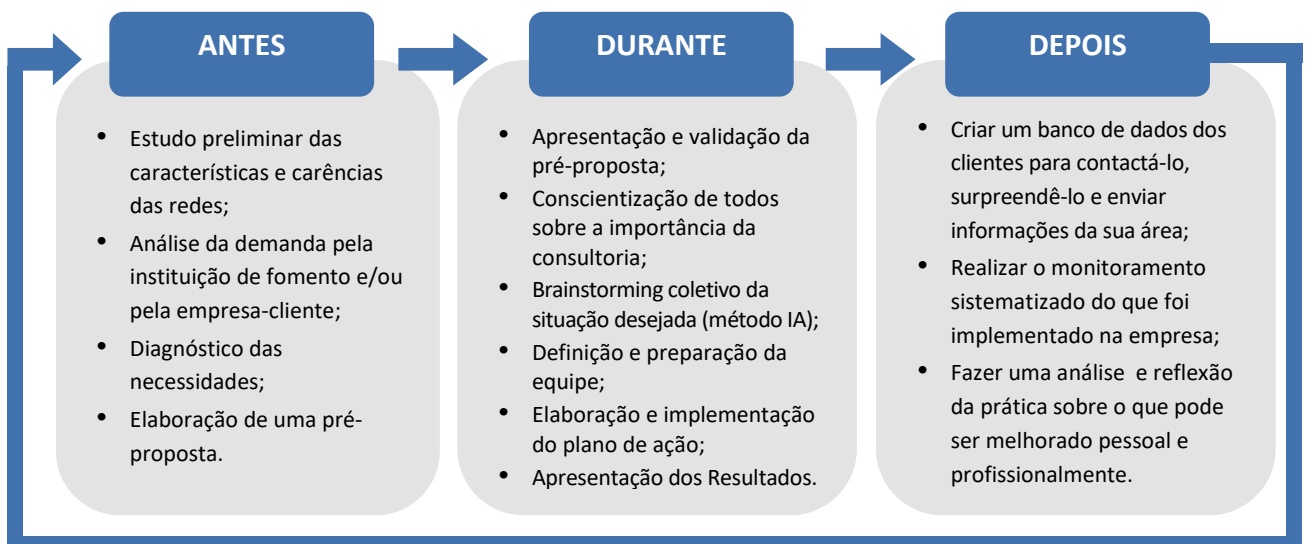 ANTES
• Estudo preliminar das
características e carências
das redes;
• Análise da demanda pela
instituição de fomento e/ou
pela empresa-cliente;
• Diagnóstico das
necessidades;
• Elaboração de uma pré-
proposta.
DURANTE
• Apresentação e validação da
pré-proposta;
• Conscientização de todos
sobre a importância da
consultoria;
• Brainstorming coletivo da
situação desejada (método IA);
• Definição e preparação da
equipe;
• Elaboração e implementação
do plano de ação;
• Apresentação dos Resultados.
DEPOIS
• Criar um banco de dados dos
clientes para contactá-lo,
surpreendê-lo e enviar
informações da sua área;
• Realizar o monitoramento
sistematizado do que foi
implementado na empresa;
• Fazer uma análise e reflexão
da prática sobre o que pode
ser melhorado pessoal e
profissionalmente.